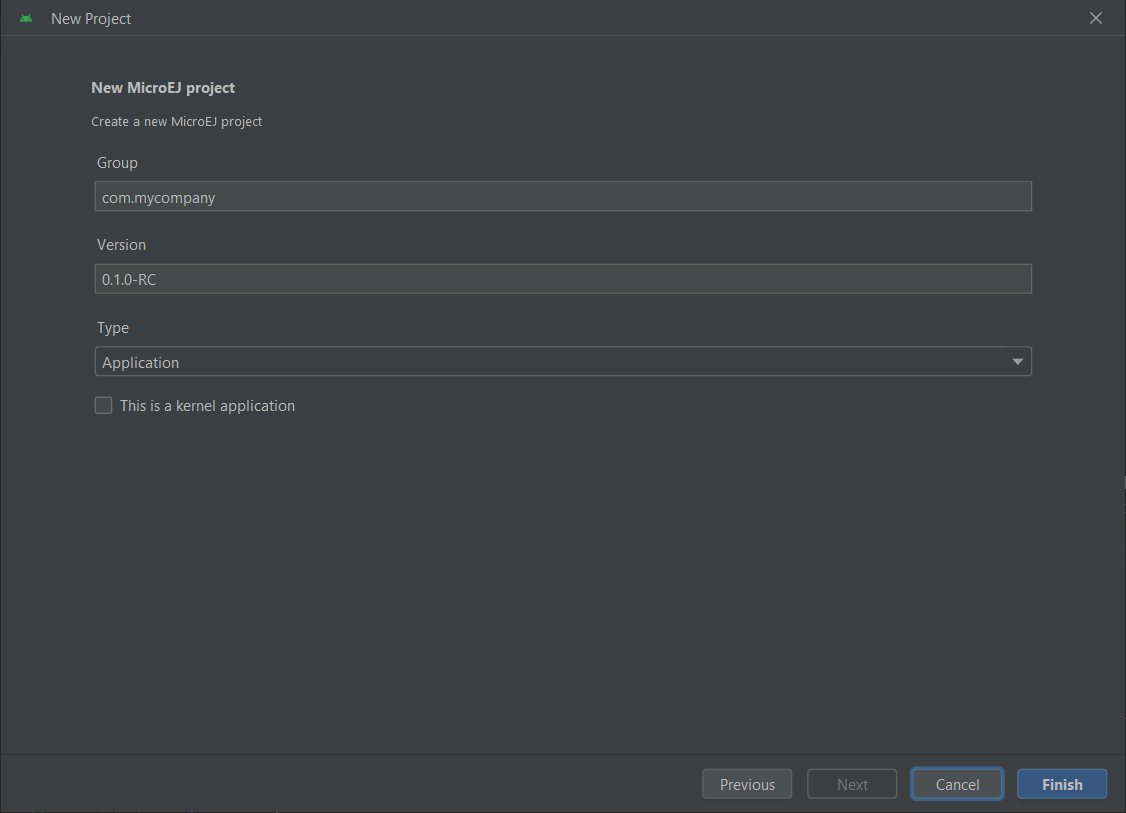 New Project
New MicroEJ project
Create a new MicroEJ project
Group
com.mycompany
Version
0.1.0-RC
Type
Application
This is a kernel application
Previous Next Cancel Finish